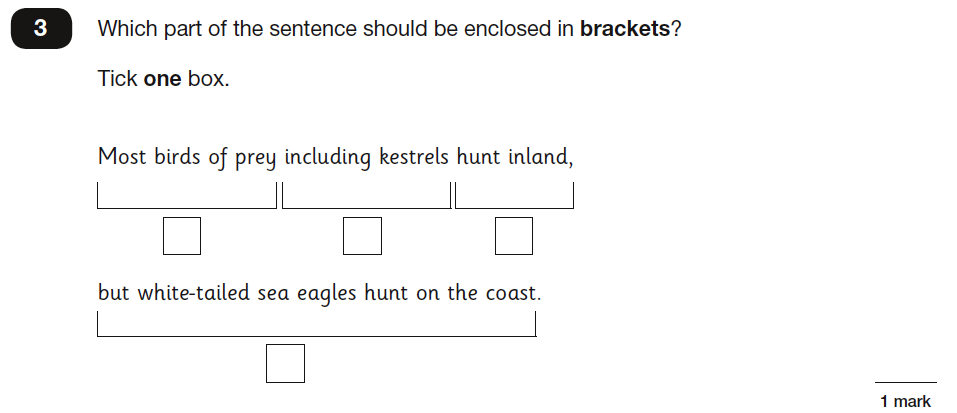 3 Which part of the sentence should be enclosed in brackets?
Tick one box.
Most birds of prey including kestrels hunt inland,
but white-tailed sea eagles hunt on the coast.
1 mark